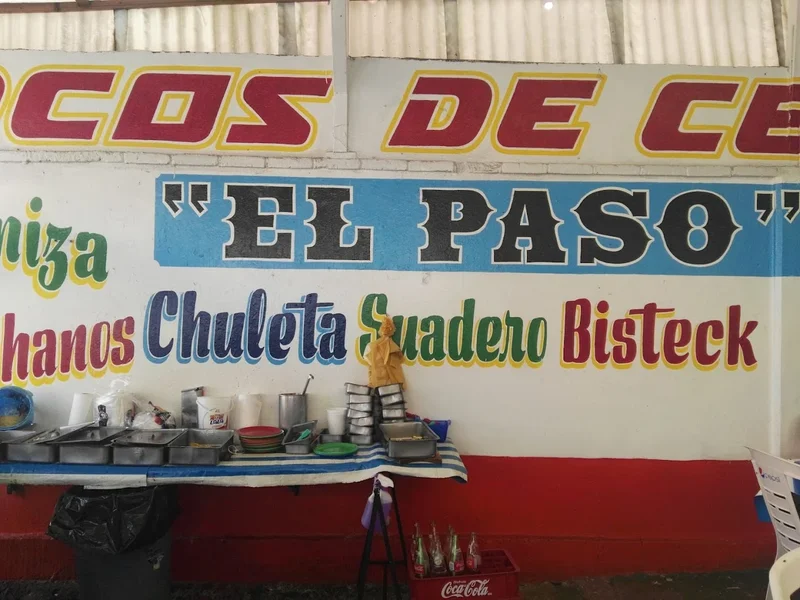 OCOS DE CE
"EL PASO"
niza
hanos Chuleta Suadero Bisteck
Coca-Cola